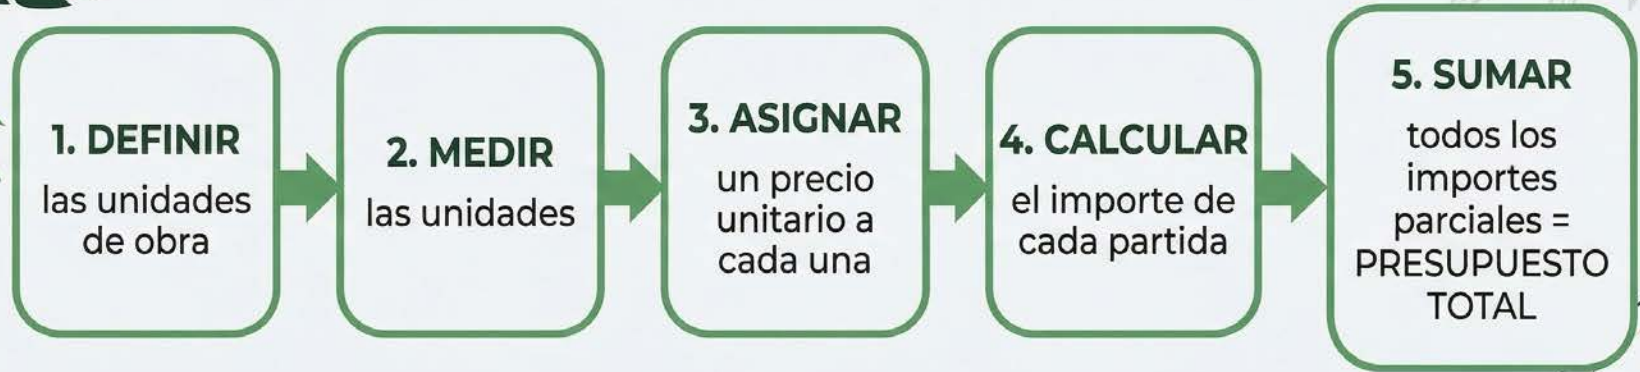 1. DEFINIR
las unidades
de obra
2. MEDIR
las unidades
3. ASIGNAR
un precio
unitario a
cada una
4. CALCULAR
el importe de
cada partida
5. SUMAR
todos los
importes
parciales =
PRESUPUESTO
TOTAL